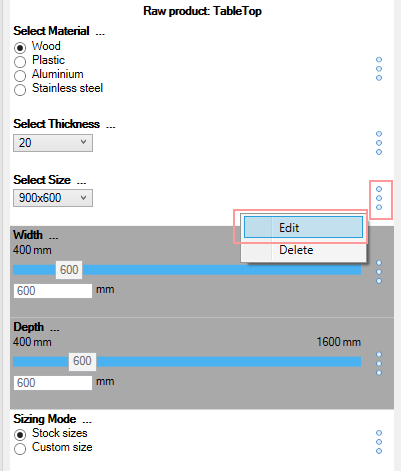 Raw product: TableTop
Select Material ...
Wood
Plastic
Aluminium
Stainless steel
Select Thickness ...
20
Select Size ...
900x600
Edit
Delete
Width ...
400 mm
600
600 mm
Depth ...
400 mm 1600 mm
600
600 mm
Sizing Mode ...
Stock sizes
Custom size